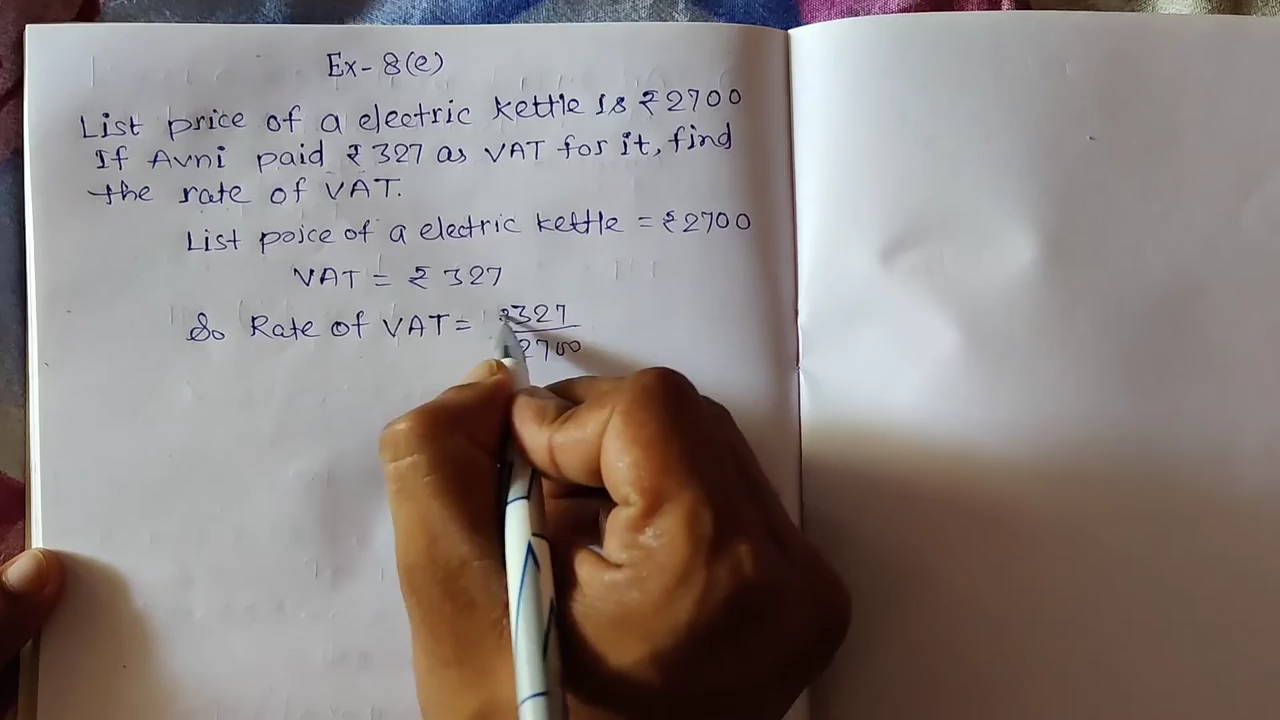 Ex- 8(e)
List price of a electric kettle is ₹2700
If Avni paid ₹327 as VAT for it, find
the rate of VAT.
List poice of a electric kettle = ₹2700
VAT = ₹ 327
So Rate of VAT = ₹327
2700